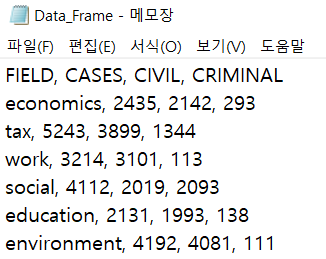 Data_Frame - 메모장
파일(F) 편집(E) 서식(O) 보기(V) 도움말
FIELD, CASES, CIVIL, CRIMINAL
economics, 2435, 2142, 293
tax, 5243, 3899, 1344
work, 3214, 3101, 113
social, 4112, 2019, 2093
education, 2131, 1993, 138
environment, 4192, 4081, 111